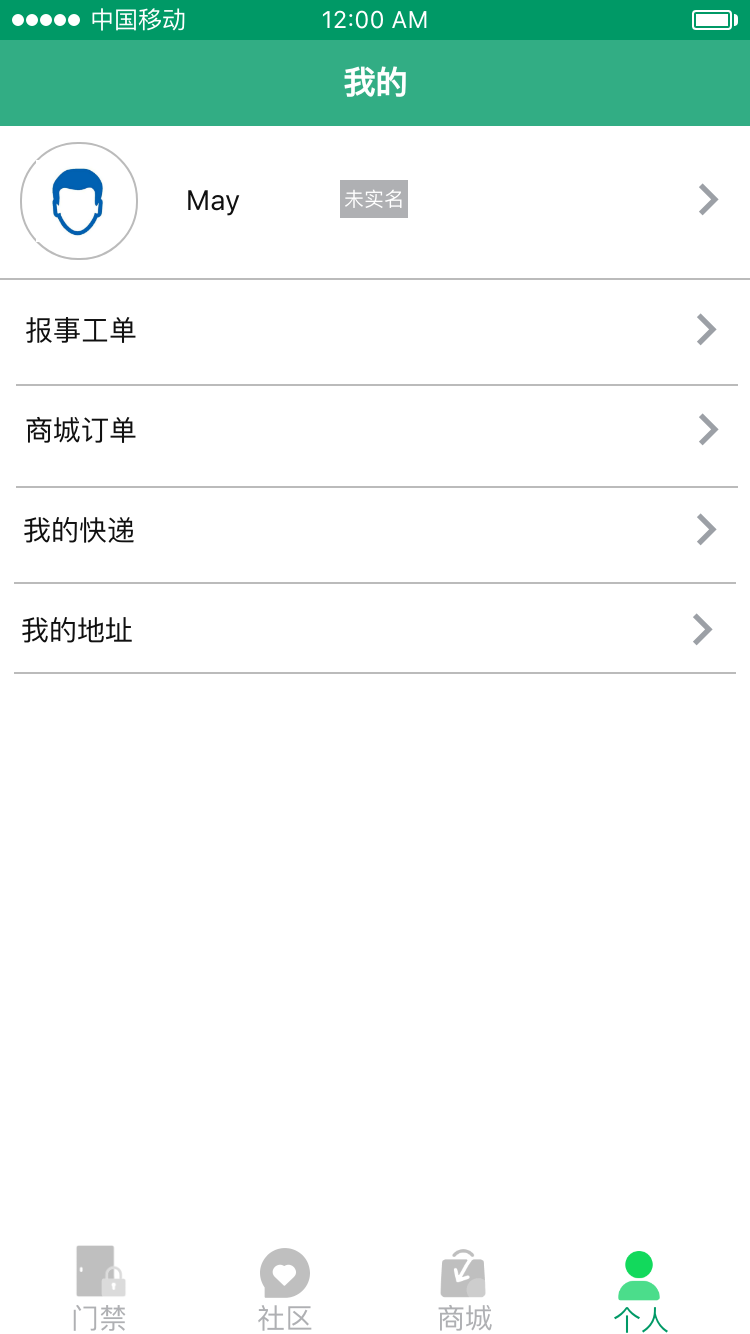 中国移动 12:00 AM
我的
May 未实名
报事工单
商城订单
我的快递
我的地址
门禁 社区 商城 个人